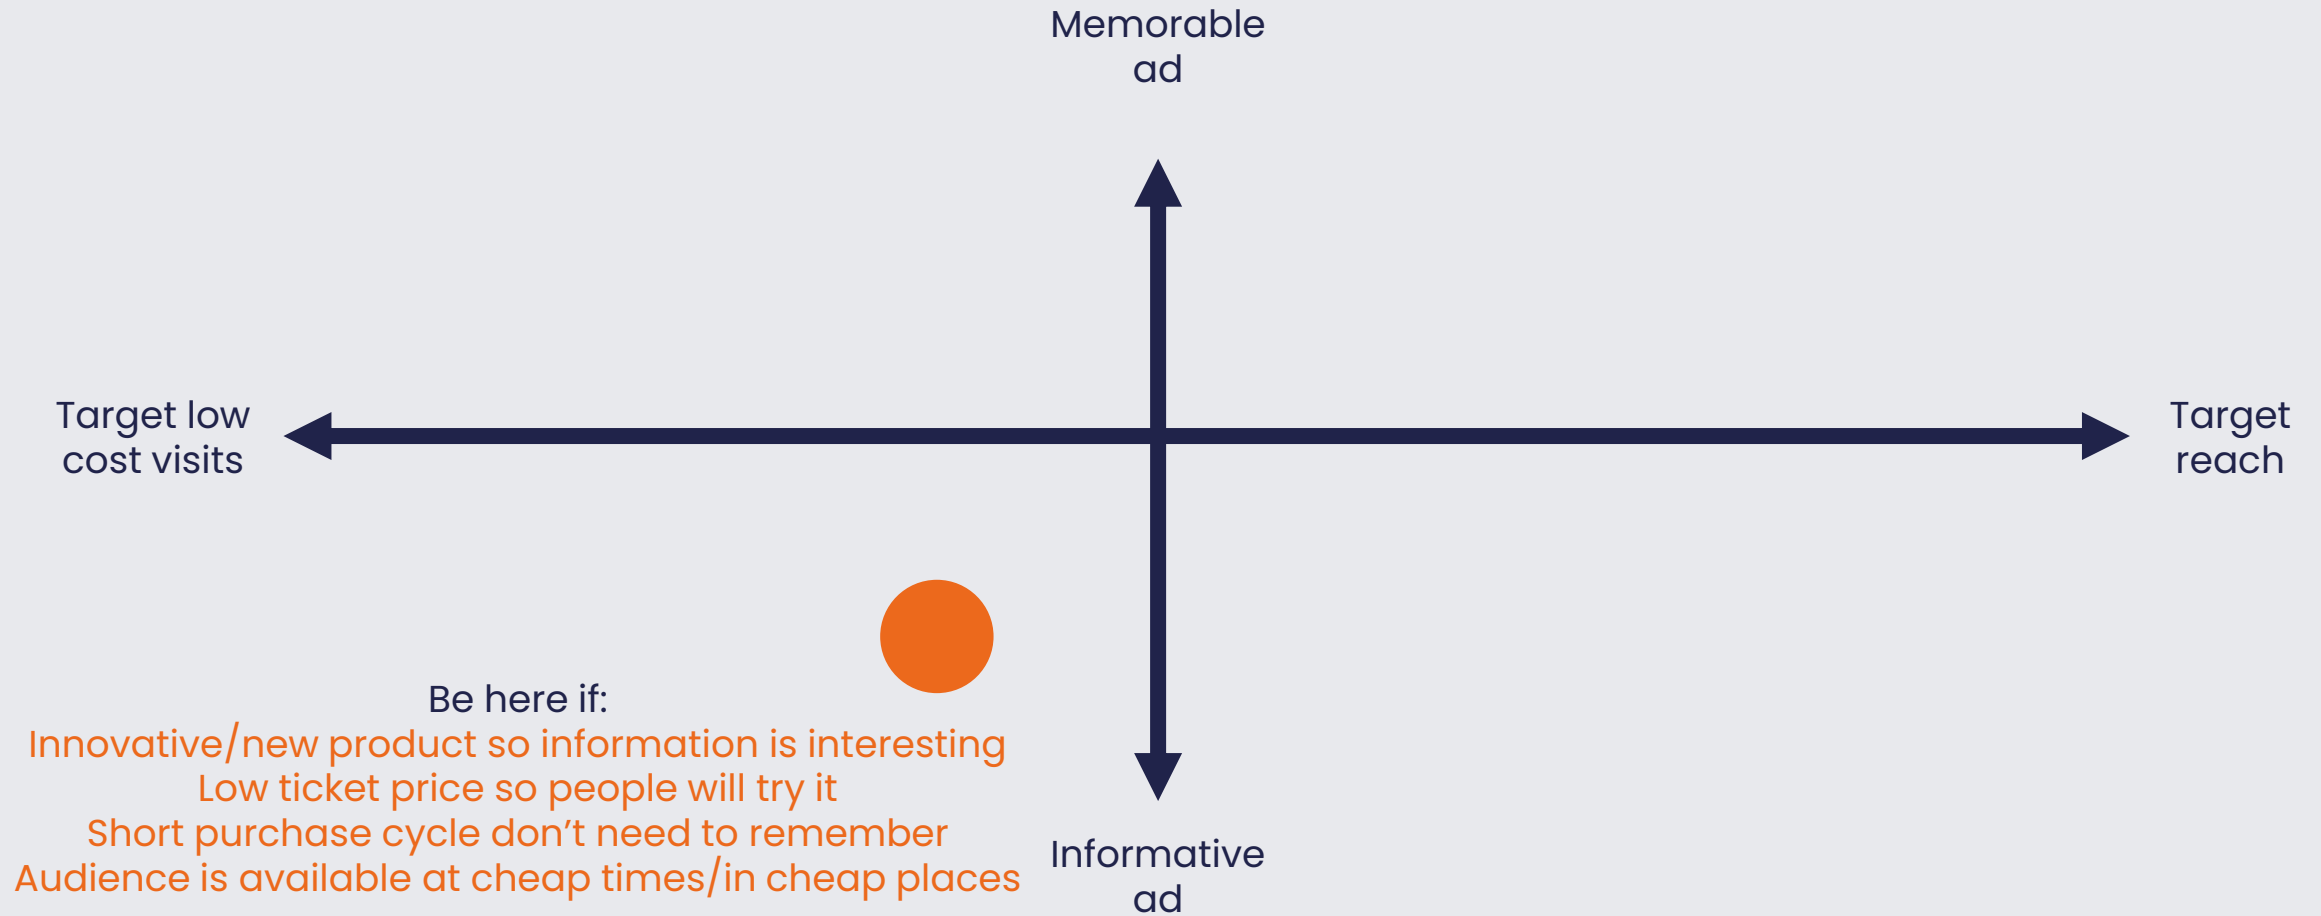 Memorable
ad
Target low
cost visits
Target
reach
Be here if:
Innovative/new product so information is interesting
Low ticket price so people will try it
Short purchase cycle don’t need to remember
Audience is available at cheap times/in cheap places
Informative
ad